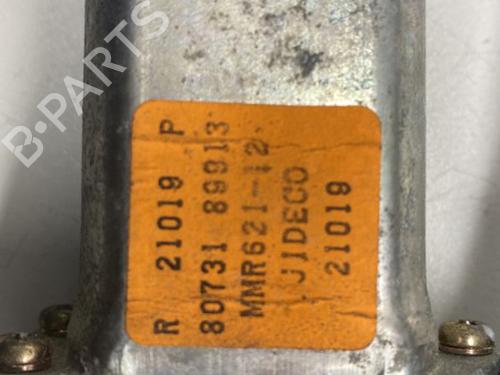 R 21019 P
80731 89913
MMR621-12
JIDECO
21019
B-PARTS